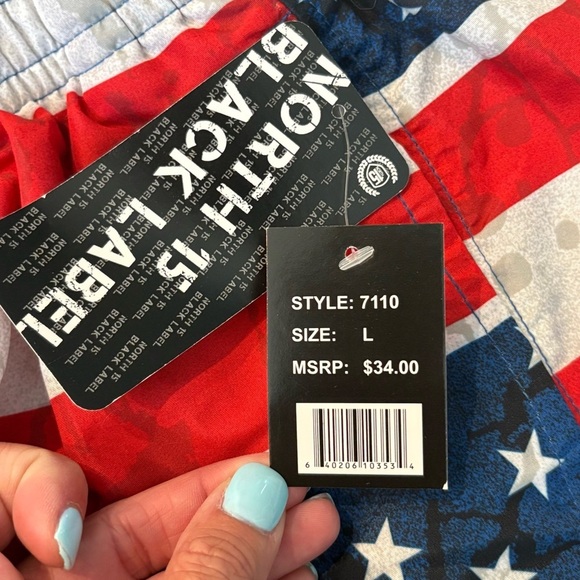 NORTH 15
BLACK LABEL
STYLE: 7110
SIZE: L
MSRP: $34.00
6 40206 10353 4